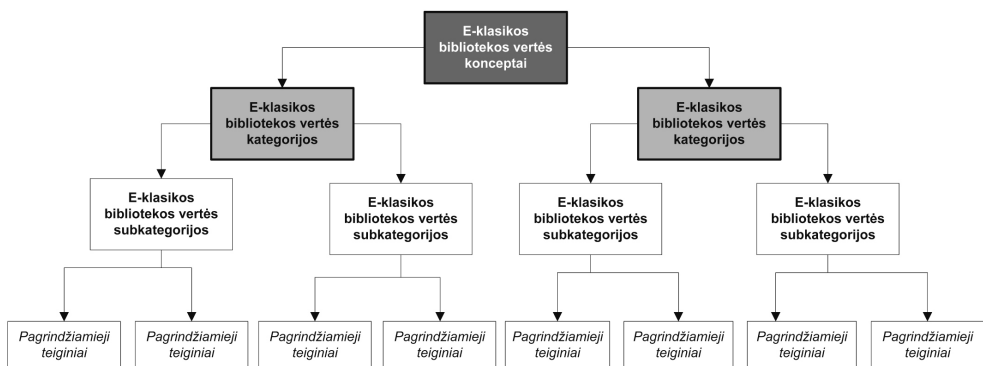 E-klasikos
bibliotekos vertės
konceptai
E-klasikos
bibliotekos vertės
kategorijos
E-klasikos
bibliotekos vertės
kategorijos
E-klasikos
bibliotekos vertės
subkategorijos
E-klasikos
bibliotekos vertės
subkategorijos
E-klasikos
bibliotekos vertės
subkategorijos
E-klasikos
bibliotekos vertės
subkategorijos
Pagrindžiamieji
teiginiai
Pagrindžiamieji
teiginiai
Pagrindžiamieji
teiginiai
Pagrindžiamieji
teiginiai
Pagrindžiamieji
teiginiai
Pagrindžiamieji
teiginiai
Pagrindžiamieji
teiginiai
Pagrindžiamieji
teiginiai